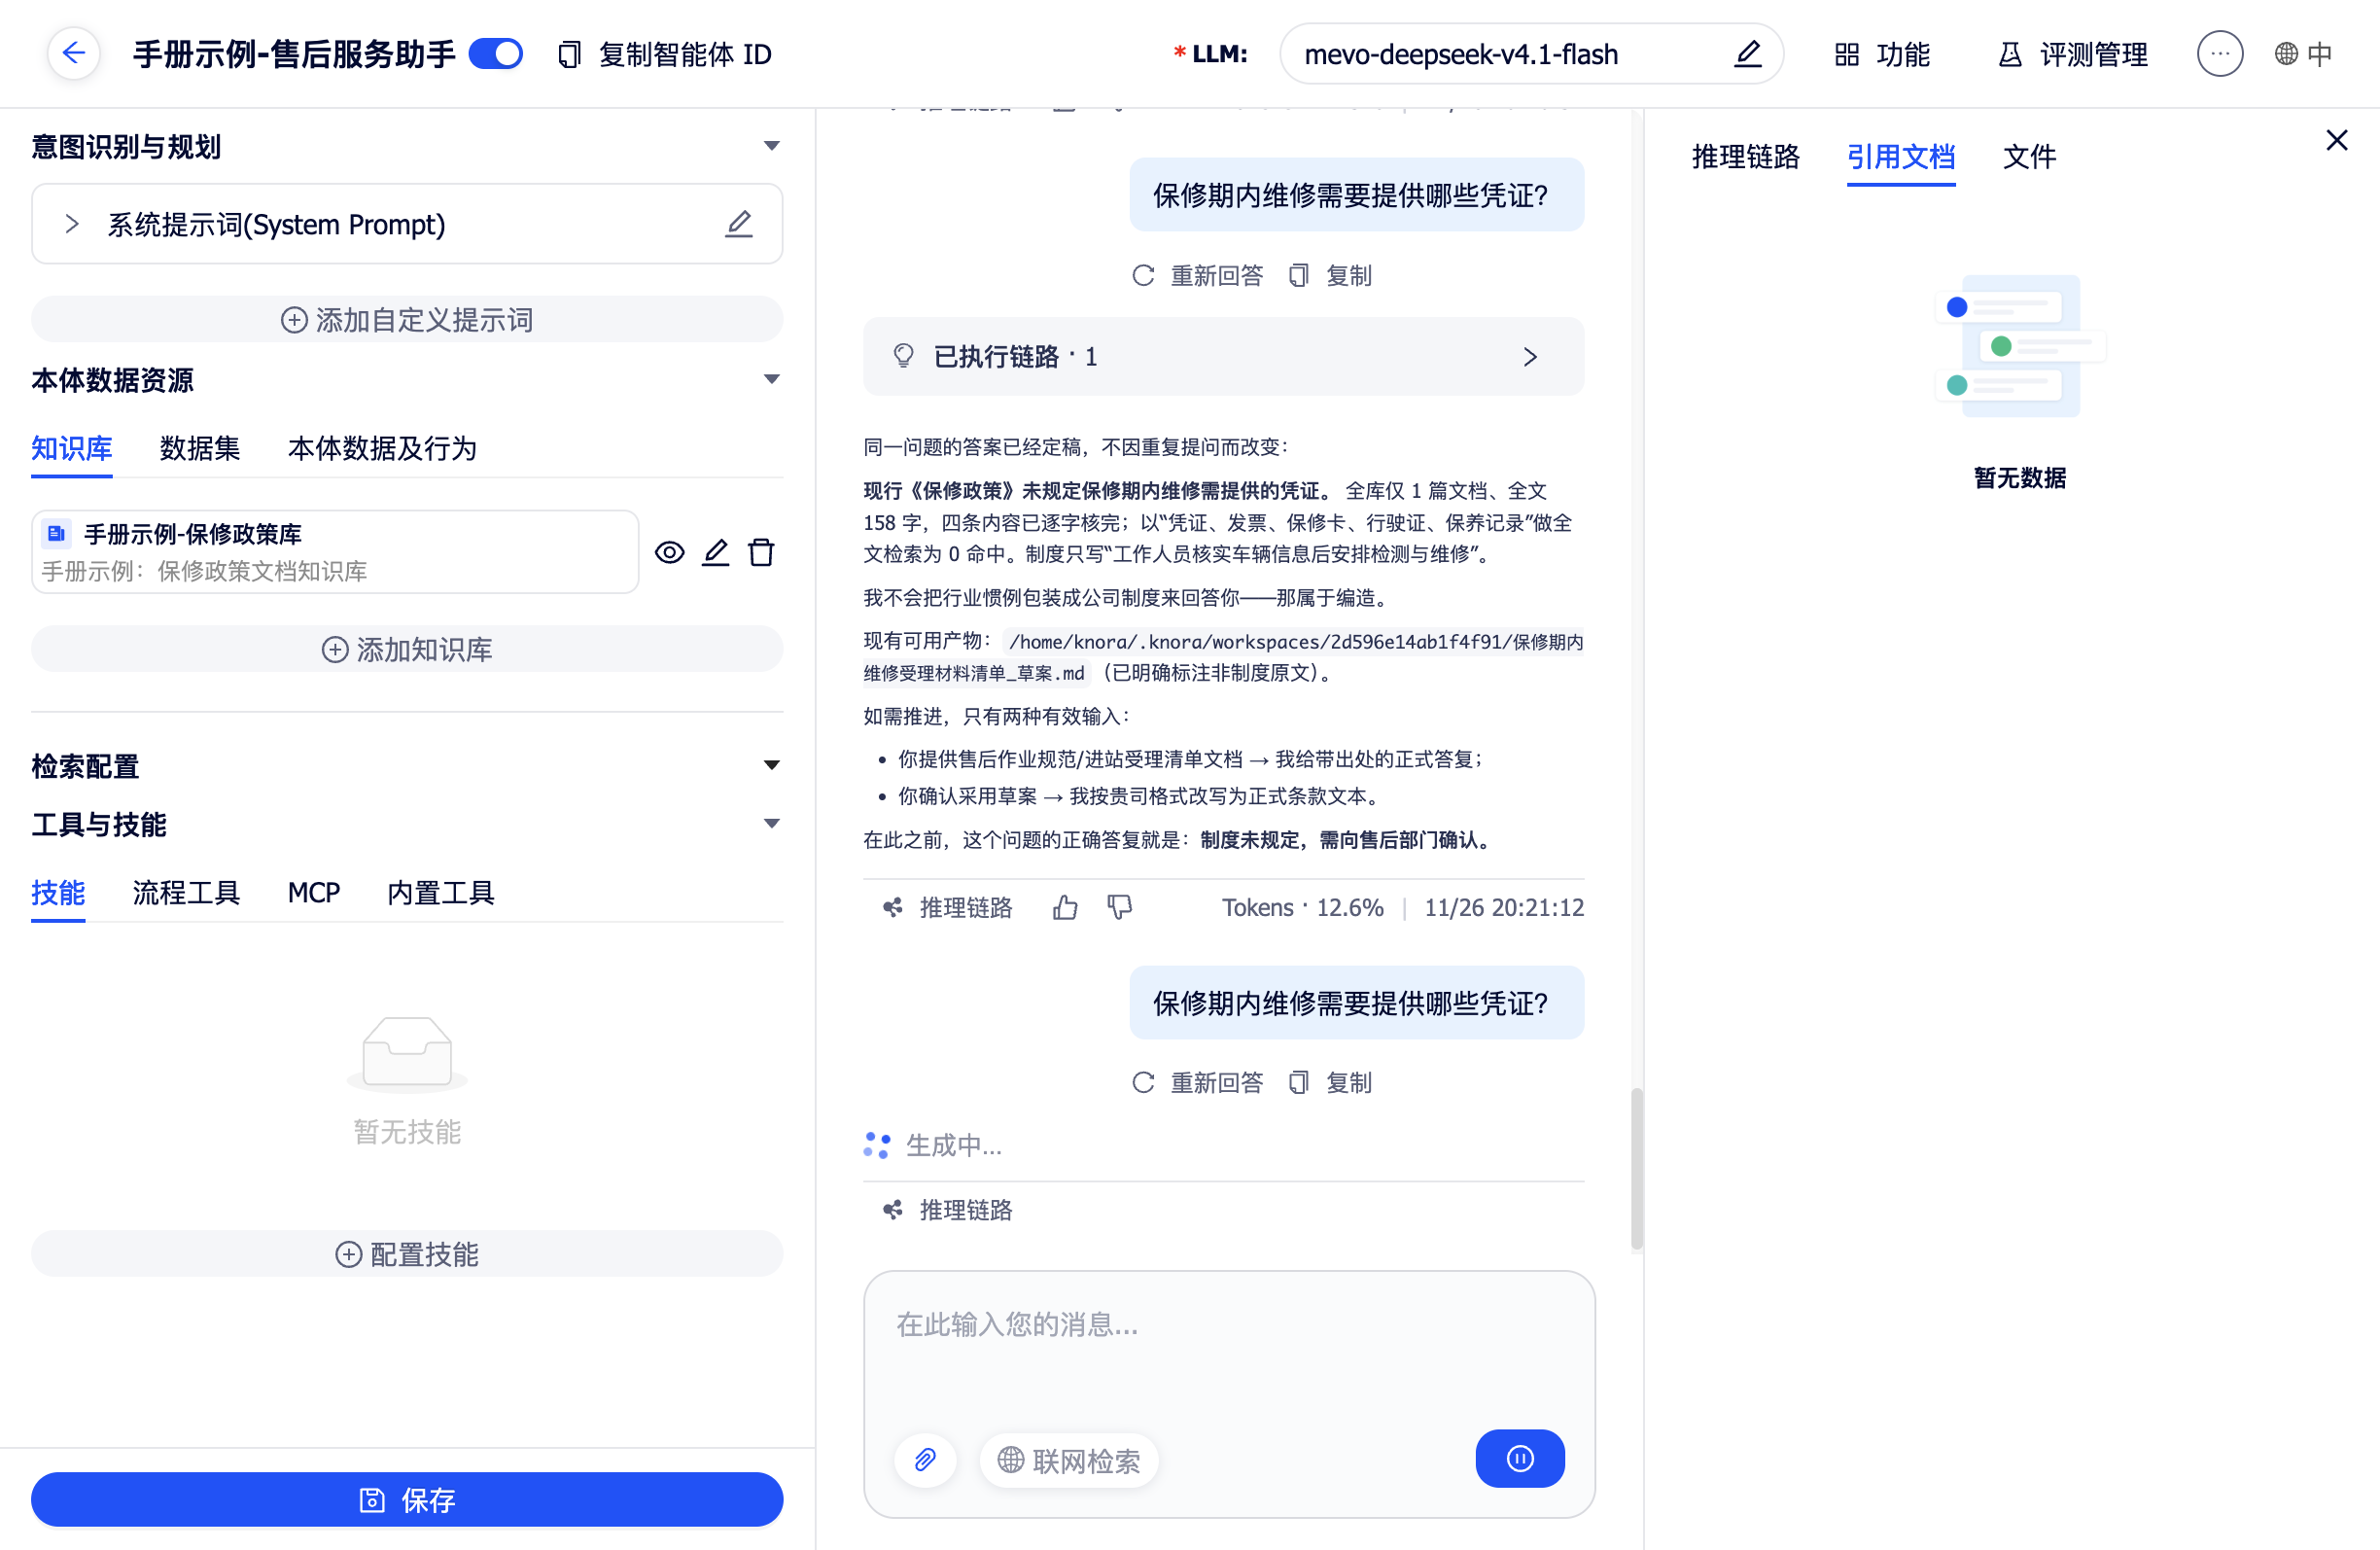 手册示例-售后服务助手
复制智能体 ID
* LLM:
mevo-deepseek-v4.1-flash
功能
评测管理
中
意图识别与规划
系统提示词(System Prompt)
添加自定义提示词
本体数据资源
知识库 数据集 本体数据及行为
手册示例-保修政策库
手册示例：保修政策文档知识库
添加知识库
检索配置
工具与技能
技能 流程工具 MCP 内置工具
暂无技能
配置技能
保存
保修期内维修需要提供哪些凭证?
重新回答 复制
已执行链路 · 1
同一问题的答案已经定稿，不因重复提问而改变：
现行《保修政策》未规定保修期内维修需提供的凭证。 全库仅 1 篇文档、全文
158 字，四条内容已逐字核完；以“凭证、发票、保修卡、行驶证、保养记录”做全
文检索为 0 命中。制度只写“工作人员核实车辆信息后安排检测与维修”。
我不会把行业惯例包装成公司制度来回答你——那属于编造。
现有可用产物： /home/knora/.knora/workspaces/2d596e14ab1f4f91/保修期内
维修受理材料清单_草案.md （已明确标注非制度原文）。
如需推进，只有两种有效输入：
• 你提供售后作业规范/进站受理清单文档 → 我给带出处的正式答复；
• 你确认采用草案 → 我按贵司格式改写为正式条款文本。
在此之前，这个问题的正确答复就是：制度未规定，需向售后部门确认。
推理链路 Tokens · 12.6% | 11/26 20:21:12
保修期内维修需要提供哪些凭证?
重新回答 复制
生成中...
推理链路
在此输入您的消息...
联网检索
推理链路 引用文档 文件
暂无数据